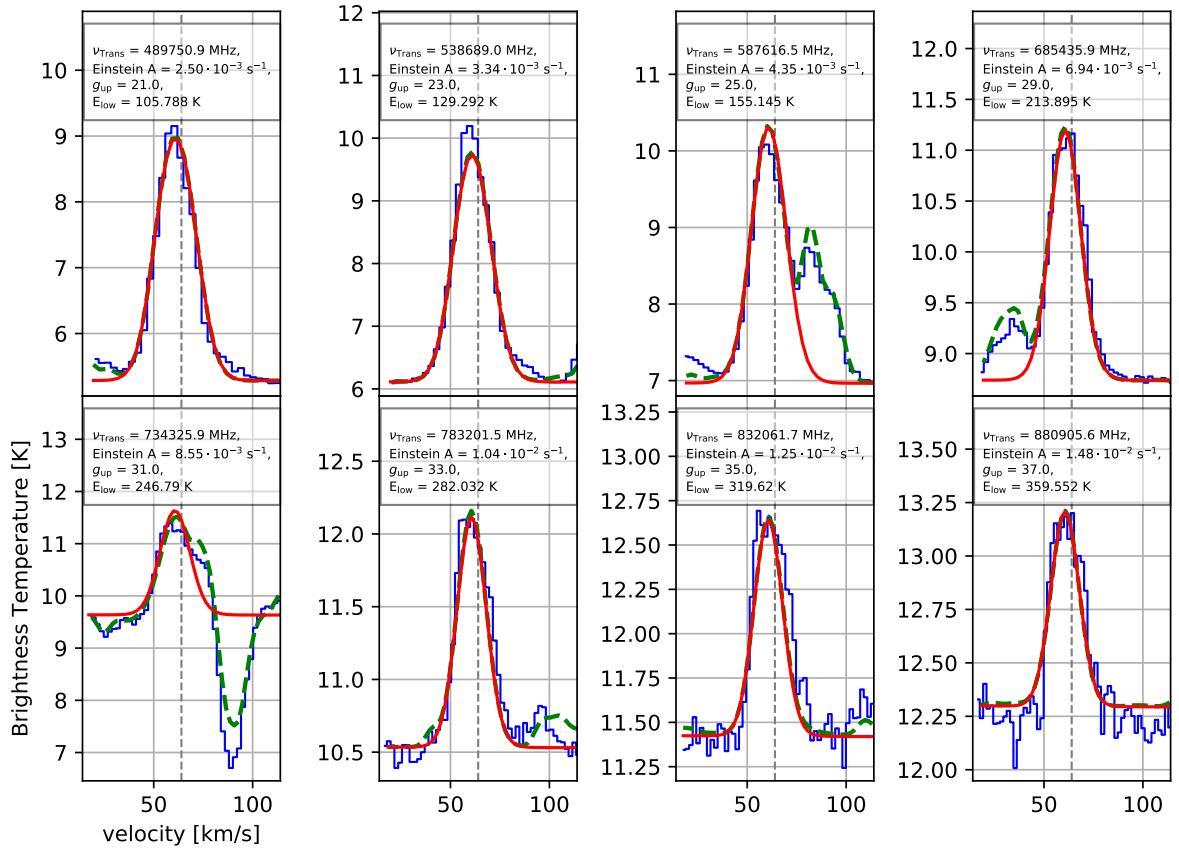 ν_Trans = 489750.9 MHz,
Einstein A = 2.50 · 10⁻³ s⁻¹,
g_up = 21.0,
E_low = 105.788 K
10
9
8
7
6
ν_Trans = 538689.0 MHz,
Einstein A = 3.34 · 10⁻³ s⁻¹,
g_up = 23.0,
E_low = 129.292 K
12
11
10
9
8
7
6
ν_Trans = 587616.5 MHz,
Einstein A = 4.35 · 10⁻³ s⁻¹,
g_up = 25.0,
E_low = 155.145 K
11
10
9
8
7
ν_Trans = 685435.9 MHz,
Einstein A = 6.94 · 10⁻³ s⁻¹,
g_up = 29.0,
E_low = 213.895 K
12.0
11.5
11.0
10.5
10.0
9.5
9.0
ν_Trans = 734325.9 MHz,
Einstein A = 8.55 · 10⁻³ s⁻¹,
g_up = 31.0,
E_low = 246.79 K
13
12
11
10
9
8
7
50
100
Brightness Temperature [K]
velocity [km/s]
ν_Trans = 783201.5 MHz,
Einstein A = 1.04 · 10⁻² s⁻¹,
g_up = 33.0,
E_low = 282.032 K
12.5
12.0
11.5
11.0
10.5
50
100
ν_Trans = 832061.7 MHz,
Einstein A = 1.25 · 10⁻² s⁻¹,
g_up = 35.0,
E_low = 319.62 K
13.25
13.00
12.75
12.50
12.25
12.00
11.75
11.50
11.25
50
100
ν_Trans = 880905.6 MHz,
Einstein A = 1.48 · 10⁻² s⁻¹,
g_up = 37.0,
E_low = 359.552 K
13.50
13.25
13.00
12.75
12.50
12.25
12.00
50
100